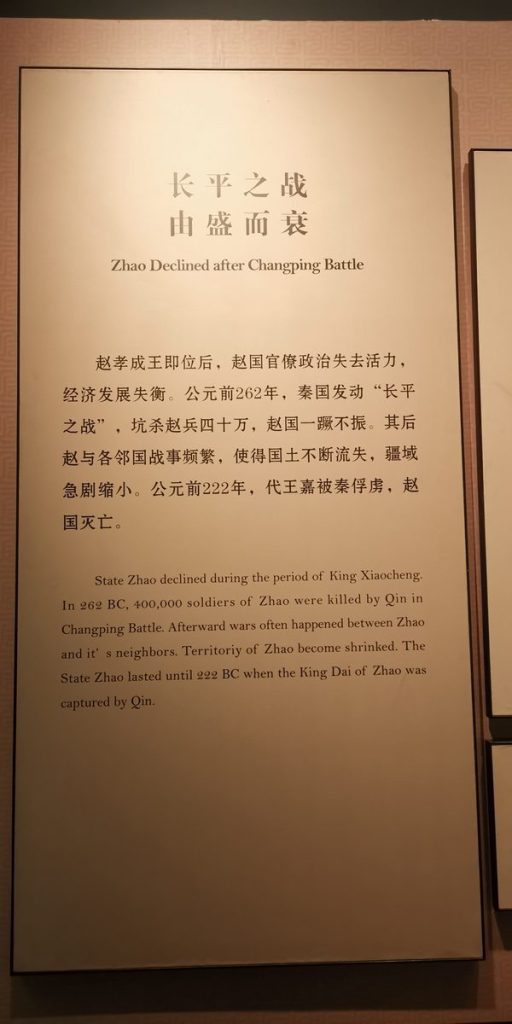 长平之战
由盛而衰
Zhao Declined after Changping Battle
赵孝成王即位后，赵国官僚政治失去活力，
经济发展失衡。公元前262年，秦国发动“长平
之战”，坑杀赵兵四十万，赵国一蹶不振。其后
赵与各邻国战事频繁，使得国土不断流失，疆域
急剧缩小。公元前222年，代王嘉被秦俘虏，赵
国灭亡。
State Zhao declined during the period of King Xiaocheng.
In 262 BC, 400,000 soldiers of Zhao were killed by Qin in
Changping Battle. Afterward wars often happened between Zhao
and it' s neighbors. Territoriy of Zhao become shrinked. The
State Zhao lasted until 222 BC when the King Dai of Zhao was
captured by Qin.